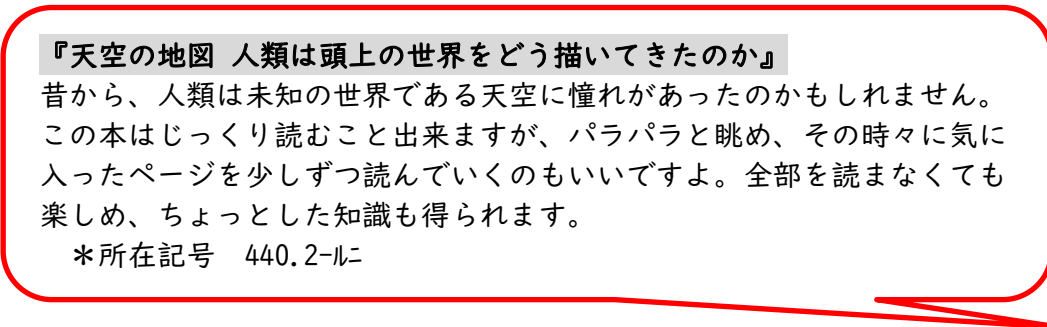 『天空の地図 人類は頭上の世界をどう描いてきたのか』
昔から、人類は未知の世界である天空に憧れがあったのかもしれません。
この本はじっくり読むこと出来ますが、パラパラと眺め、その時々に気に
入ったページを少しずつ読んでいくのもいいですよ。全部を読まなくても
楽しめ、ちょっとした知識も得られます。
＊所在記号　440.2-ﾙﾆ